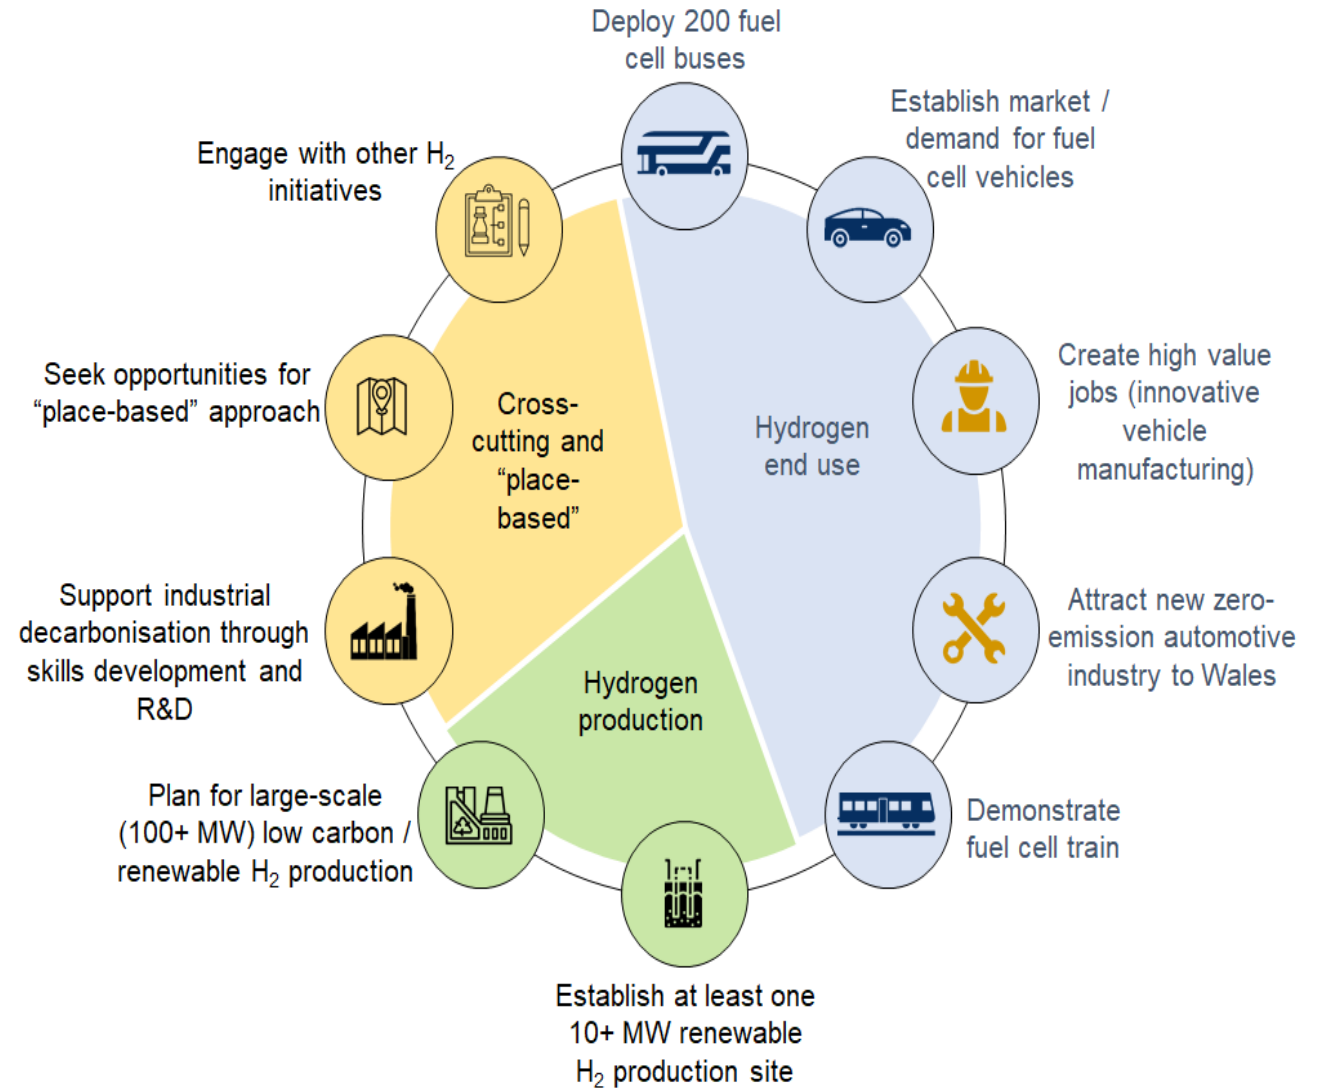 Deploy 200 fuel
cell buses
Establish market /
demand for fuel
cell vehicles
Create high value
jobs (innovative
vehicle
manufacturing)
Attract new zero-
emission automotive
industry to Wales
Demonstrate
fuel cell train
Establish at least one
10+ MW renewable
H₂ production site
Plan for large-scale
(100+ MW) low carbon /
renewable H₂ production
Support industrial
decarbonisation through
skills development and
R&D
Seek opportunities for
“place-based” approach
Engage with other H₂
initiatives
Cross-
cutting and
“place-
based”
Hydrogen
end use
Hydrogen
production